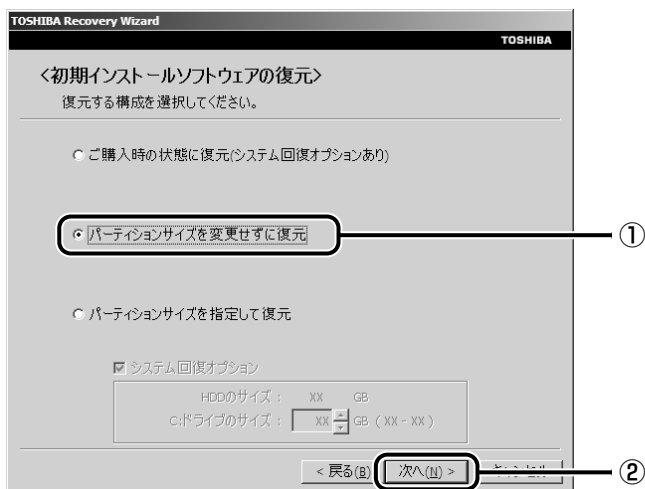 TOSHIBA Recovery Wizard
TOSHIBA
<初期インストールソフトウェアの復元>
復元する構成を選択してください。
ご購入時の状態に復元(システム回復オプションあり)
パーティションサイズを変更せずに復元
①
パーティションサイズを指定して復元
システム回復オプション
HDDのサイズ : XX GB
C:ドライブのサイズ : XX GB ( XX - XX )
< 戻る(B) 次へ(N) > キャンセル
②